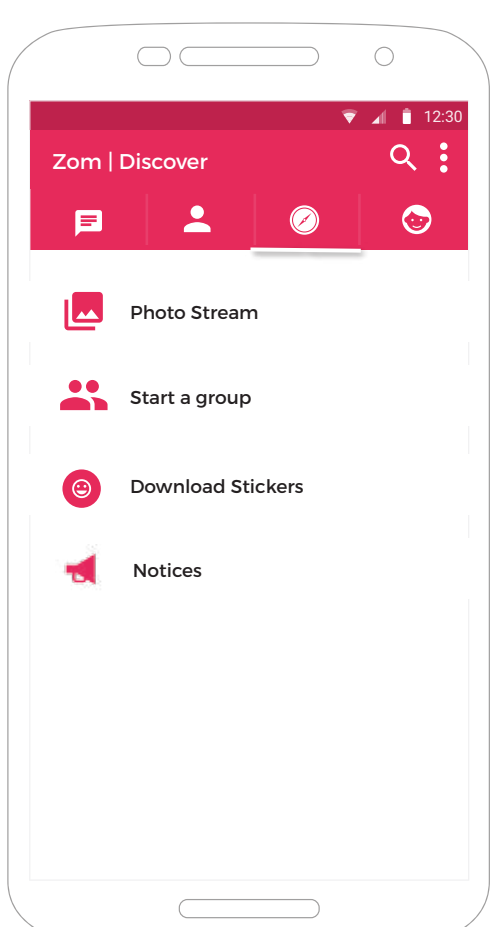 12:30
Zom | Discover
Photo Stream
Start a group
Download Stickers
Notices